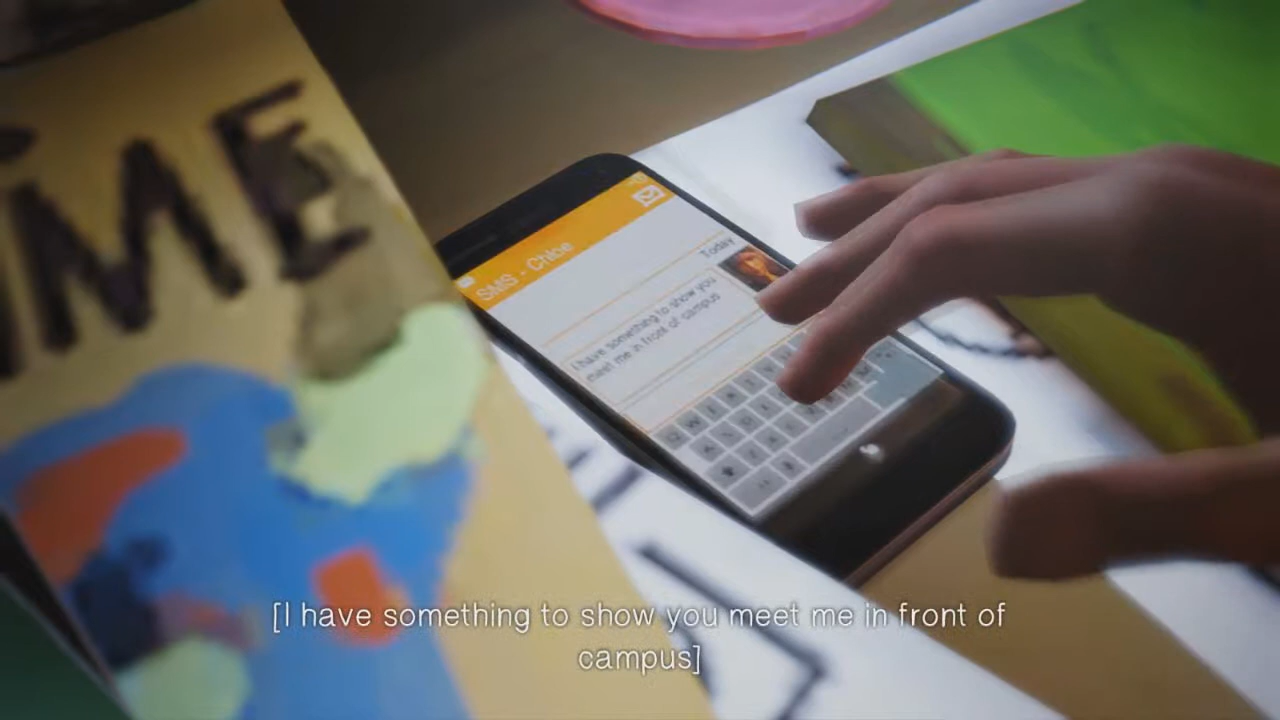 ME
SMS - Chloe
Today
I have something to show you
meet me in front of campus
[I have something to show you meet me in front of
campus]